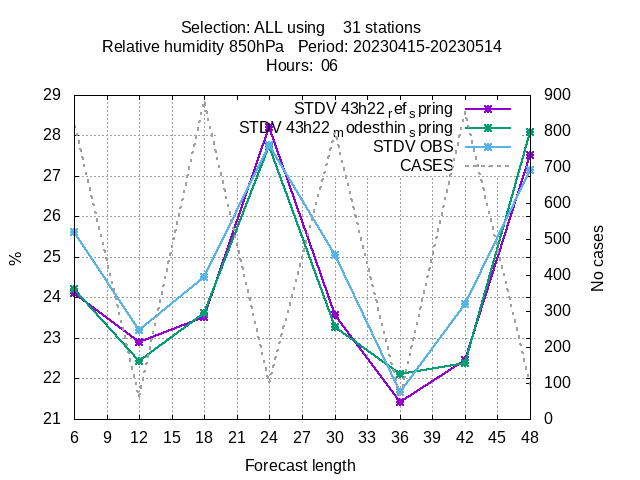 Selection: ALL using    31 stations
Relative humidity 850hPa   Period: 20230415-20230514
Hours:  06
STDV 43h22_ref_spring
STDV 43h22_modesthin_spring
STDV OBS
CASES
29
28
27
26
25
24
23
22
21
%
900
800
700
600
500
400
300
200
100
0
No cases
6 9 12 15 18 21 24 27 30 33 36 39 42 45 48
Forecast length